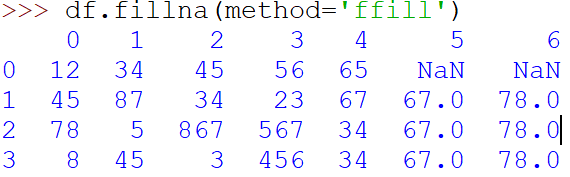 >>> df.fillna(method='ffill')
    0   1    2    3   4     5     6
0  12  34   45   56  65   NaN   NaN
1  45  87   34   23  67  67.0  78.0
2  78   5  867  567  34  67.0  78.0
3   8  45    3  456  34  67.0  78.0